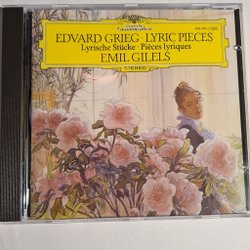 EDVARD GRIEG · LYRIC PIECES
Lyrische Stücke · Pièces lyriques
EMIL GILELS
STEREO